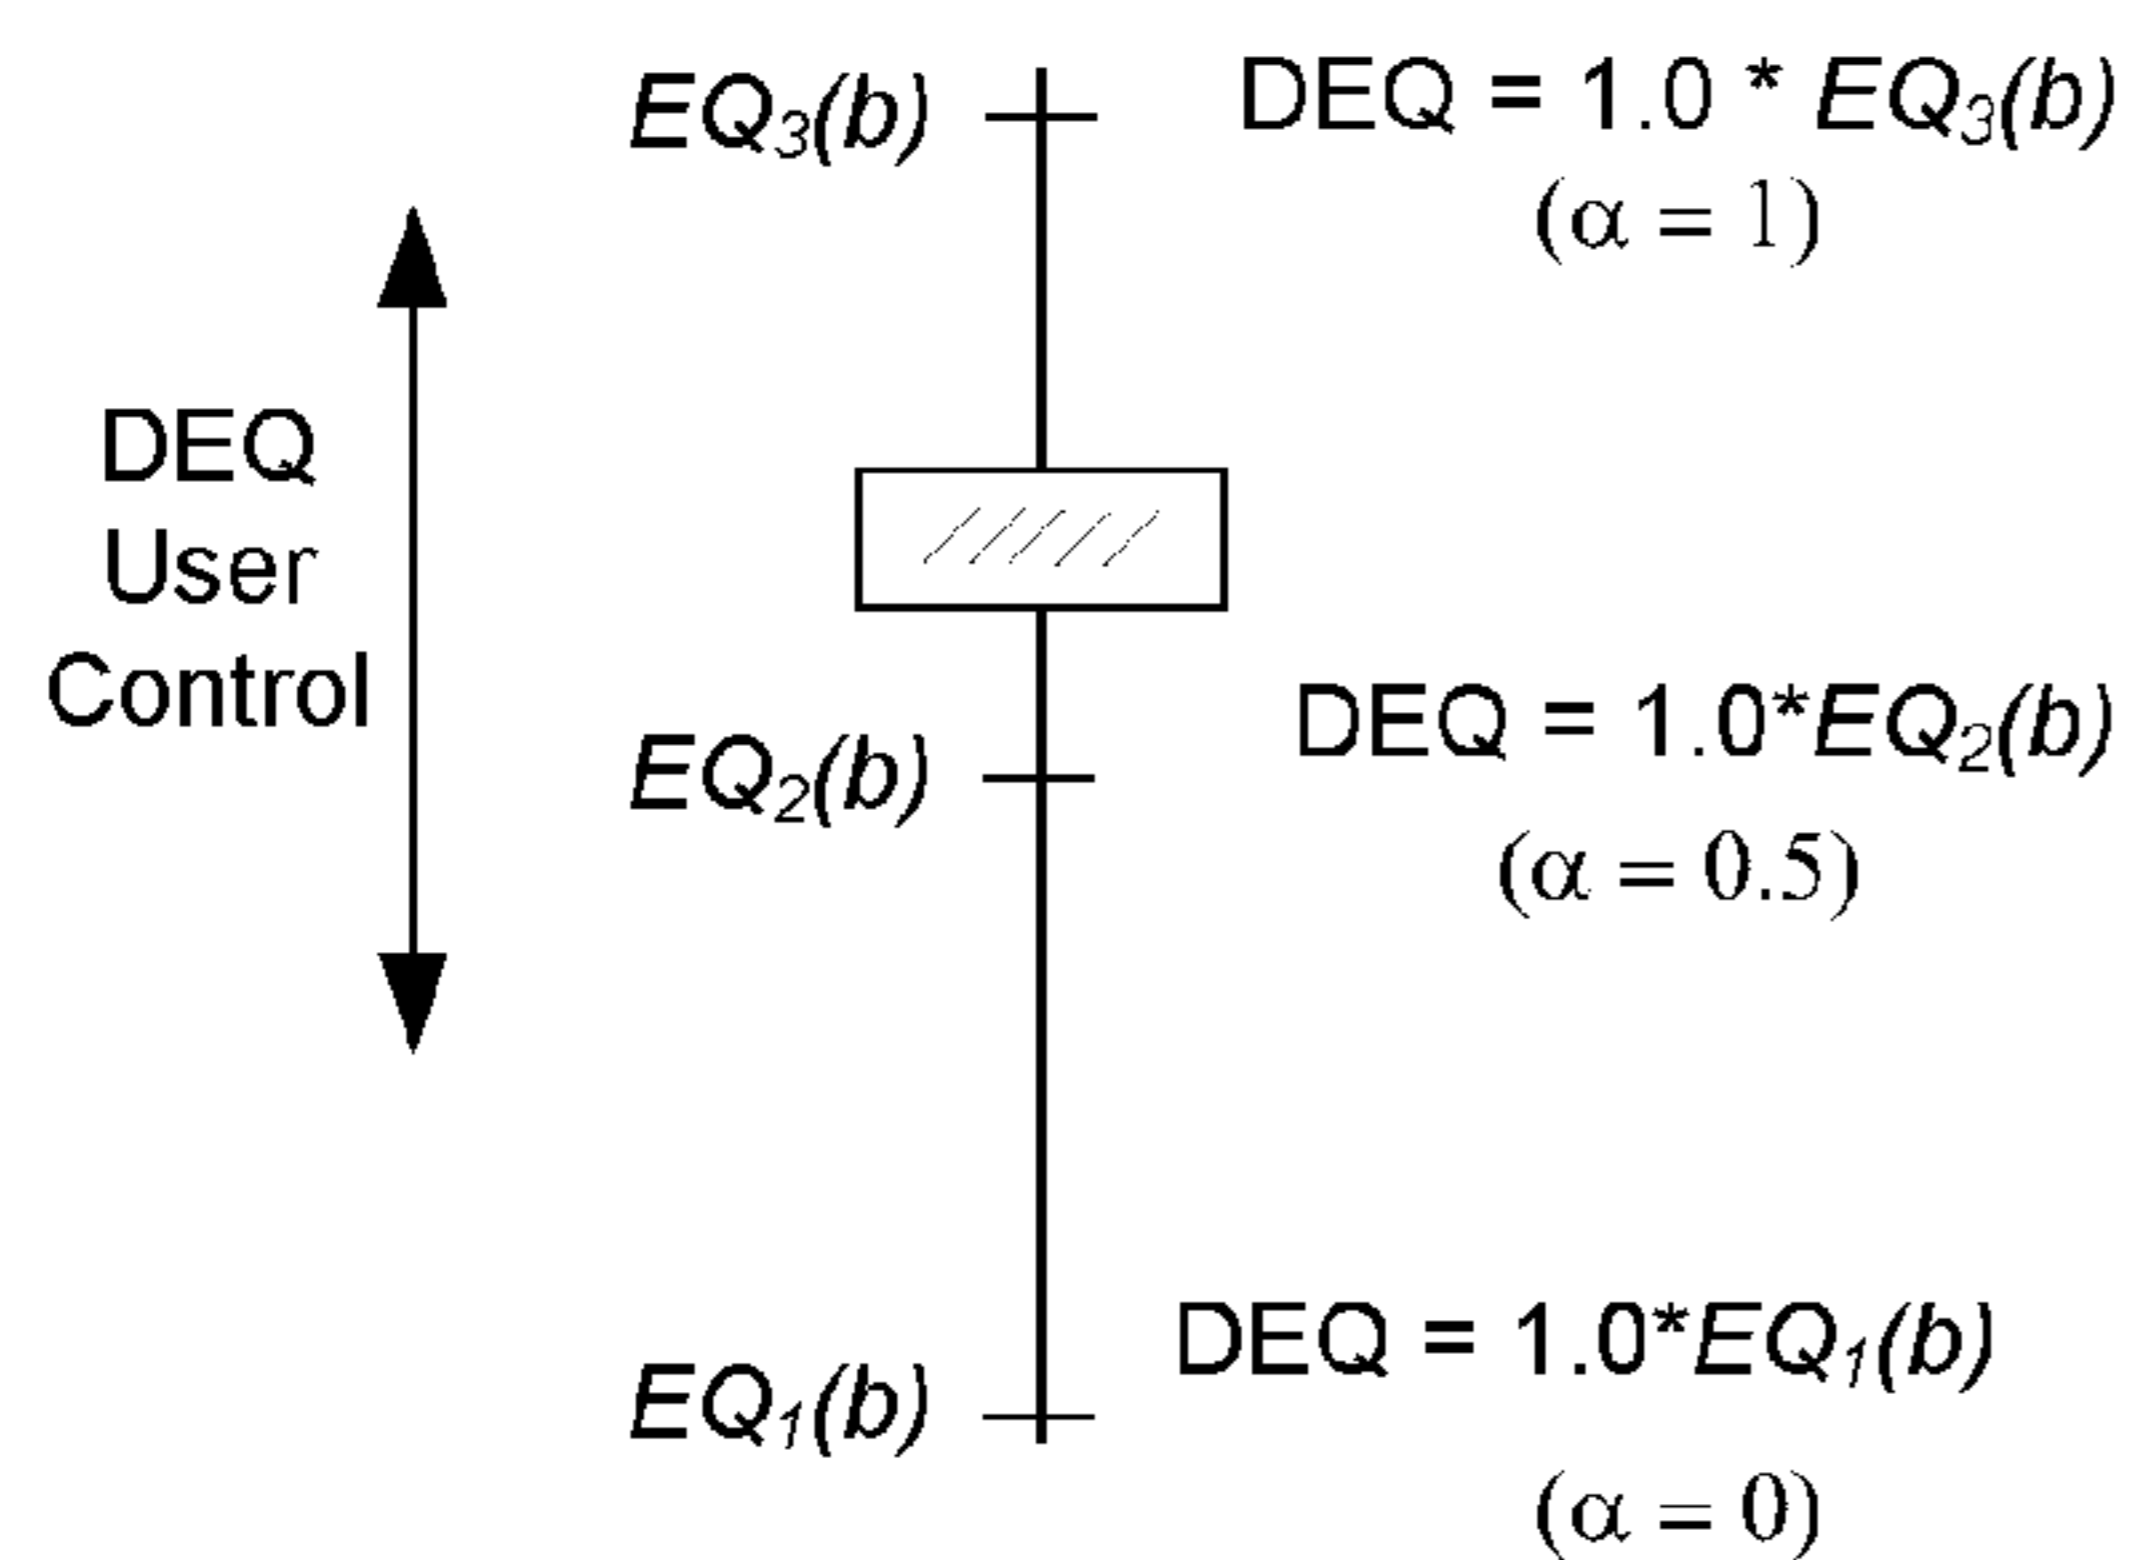 EQ₃(b)
DEQ = 1.0 * EQ₃(b)
(α = 1)
DEQ
User
Control
EQ₂(b)
DEQ = 1.0*EQ₂(b)
(α = 0.5)
EQ₁(b)
DEQ = 1.0*EQ₁(b)
(α = 0)